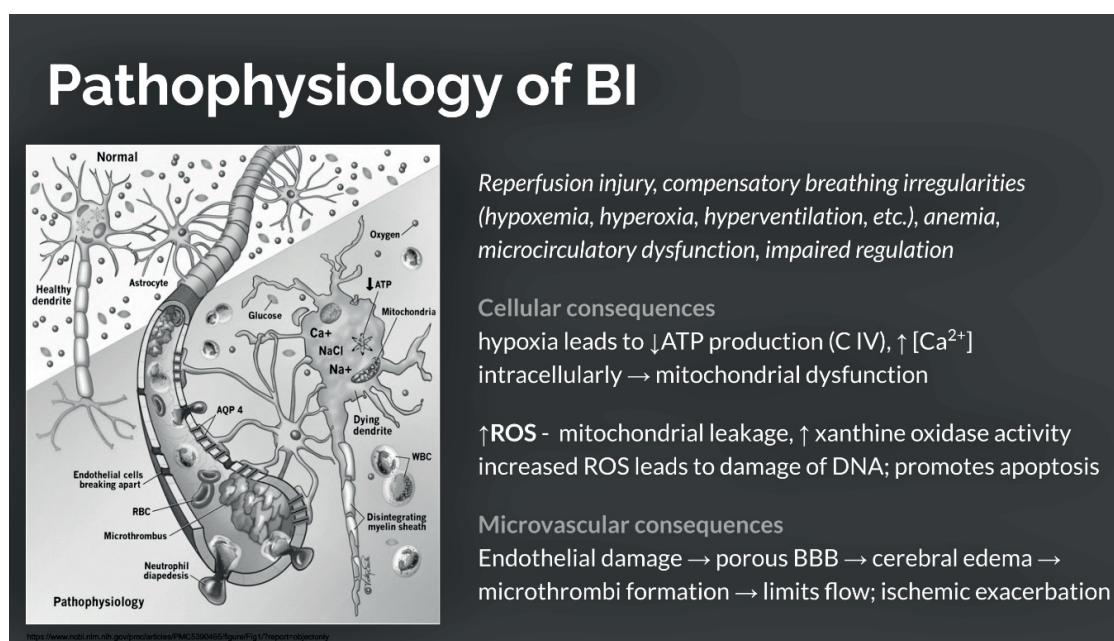 Pathophysiology of BI
Normal
Oxygen
↓ATP
Astrocyte
Healthy
dendrite
Glucose
Mitochondria
Ca+
NaCl
Na+
Dying
dendrite
AQP 4
WBC
Endothelial cells
breaking apart
RBC
Microthrombus
Disintegrating
myelin sheath
Neutrophil
diapedesis
Pathophysiology
Reperfusion injury, compensatory breathing irregularities
(hypoxemia, hyperoxia, hyperventilation, etc.), anemia,
microcirculatory dysfunction, impaired regulation
Cellular consequences
hypoxia leads to ↓ATP production (C IV), ↑ [Ca²⁺]
intracellularly → mitochondrial dysfunction
↑ROS - mitochondrial leakage, ↑ xanthine oxidase activity
increased ROS leads to damage of DNA; promotes apoptosis
Microvascular consequences
Endothelial damage → porous BBB → cerebral edema →
microthrombi formation → limits flow; ischemic exacerbation